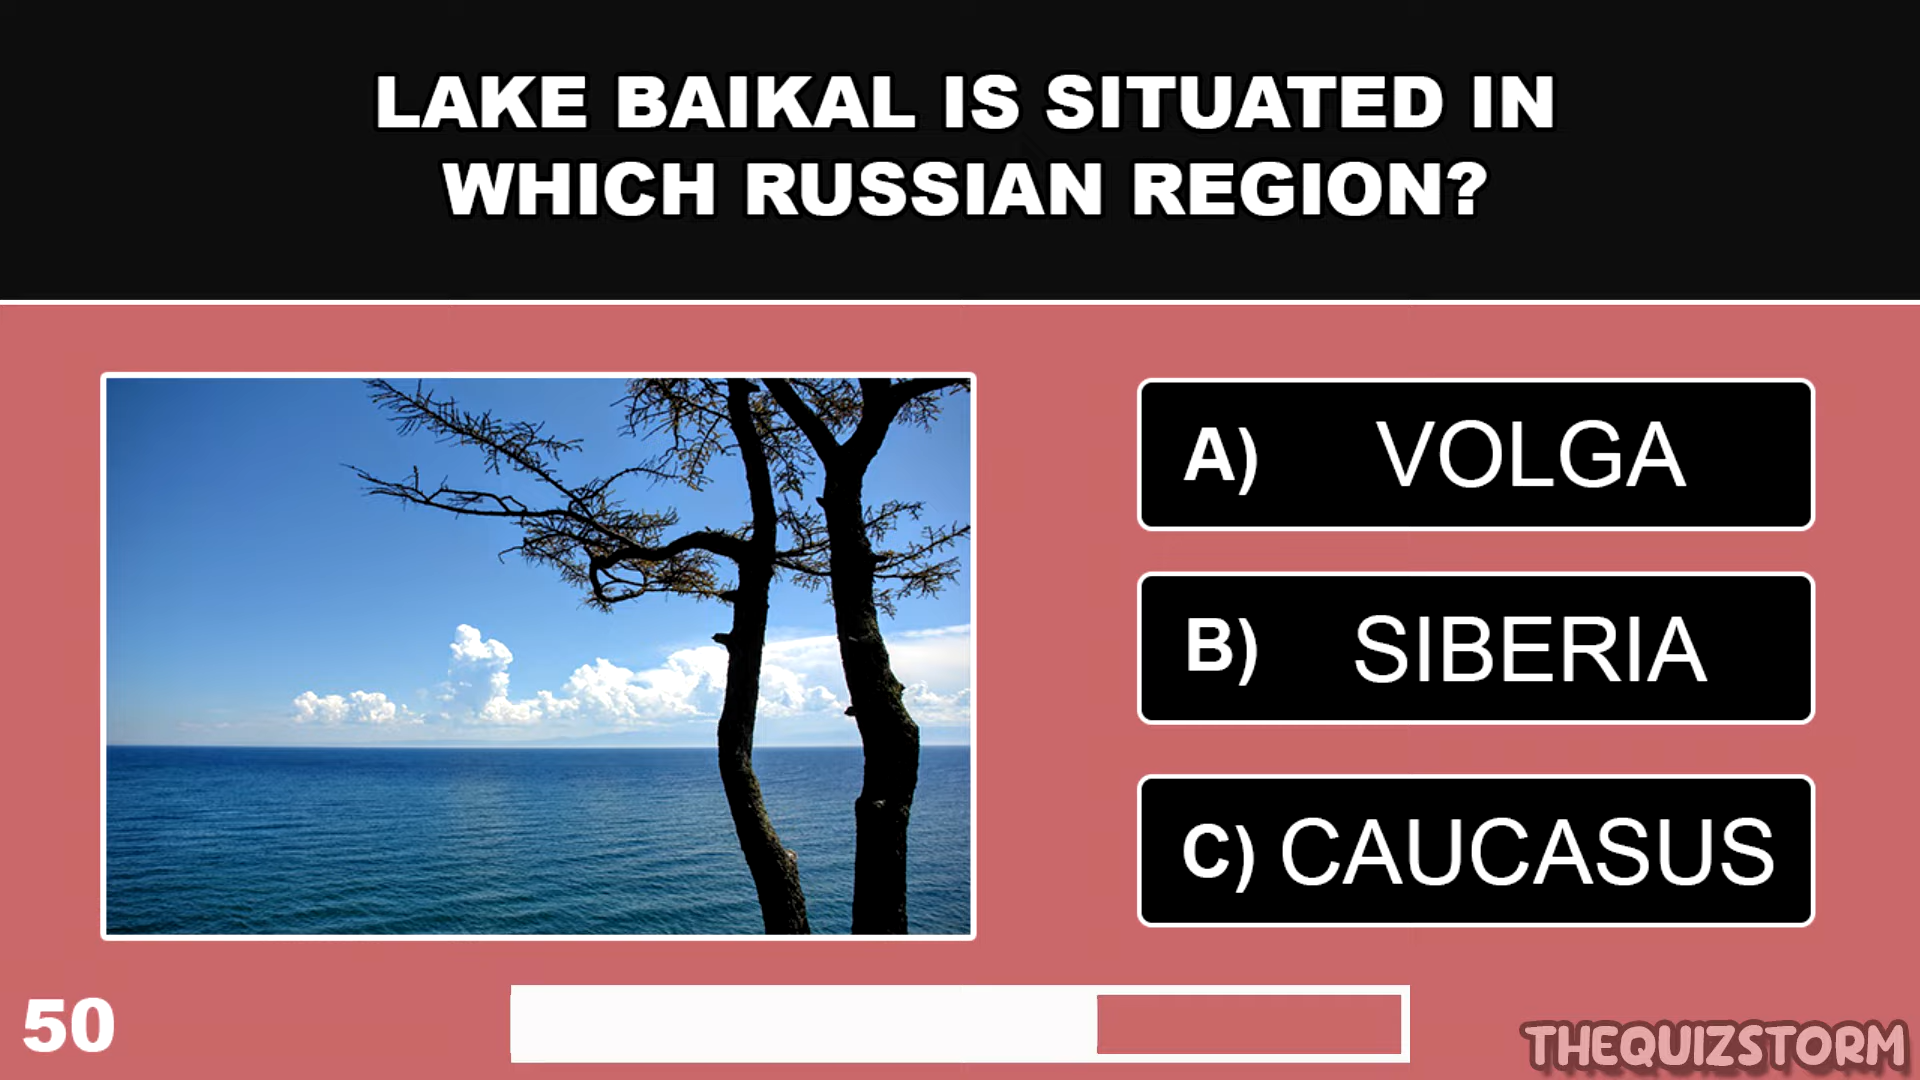 LAKE BAIKAL IS SITUATED IN
WHICH RUSSIAN REGION?
A) VOLGA
B) SIBERIA
C) CAUCASUS
50
THEQUIZSTORM